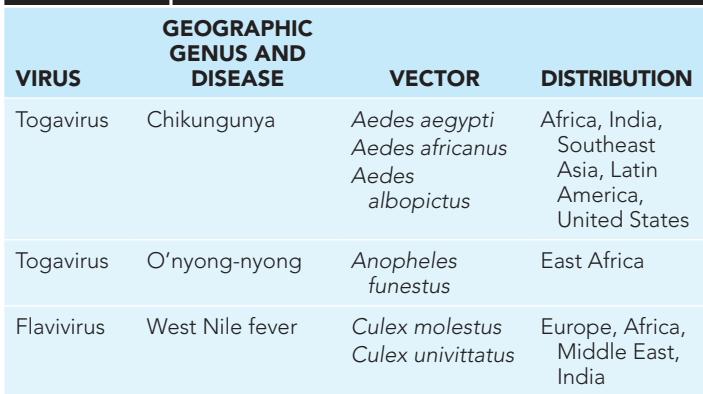 GEOGRAPHIC
GENUS AND
VIRUS DISEASE VECTOR DISTRIBUTION
Togavirus Chikungunya Aedes aegypti Africa, India,
Aedes africanus Southeast
Aedes Asia, Latin
albopictus America,
United States
Togavirus O'nyong-nyong Anopheles East Africa
funestus
Flavivirus West Nile fever Culex molestus Europe, Africa,
Culex univittatus Middle East,
India